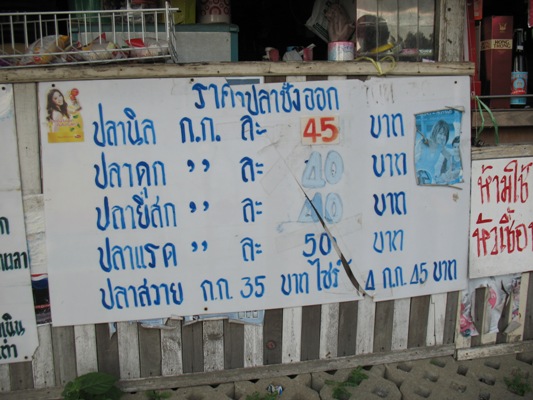 ราคาปลาชั่งออก
ปลานิล ก.ก. ละ 45 บาท
ปลาดุก ” ละ 40 บาท
ปลายี่สก ” ละ 40 บาท
ปลาแรด ” ละ 50 บาท
ปลาสวาย ก.ก. 35 บาท ไซร์ 4 ก.ก. 45 บาท
ห้ามใช้
หัวเชื้อ